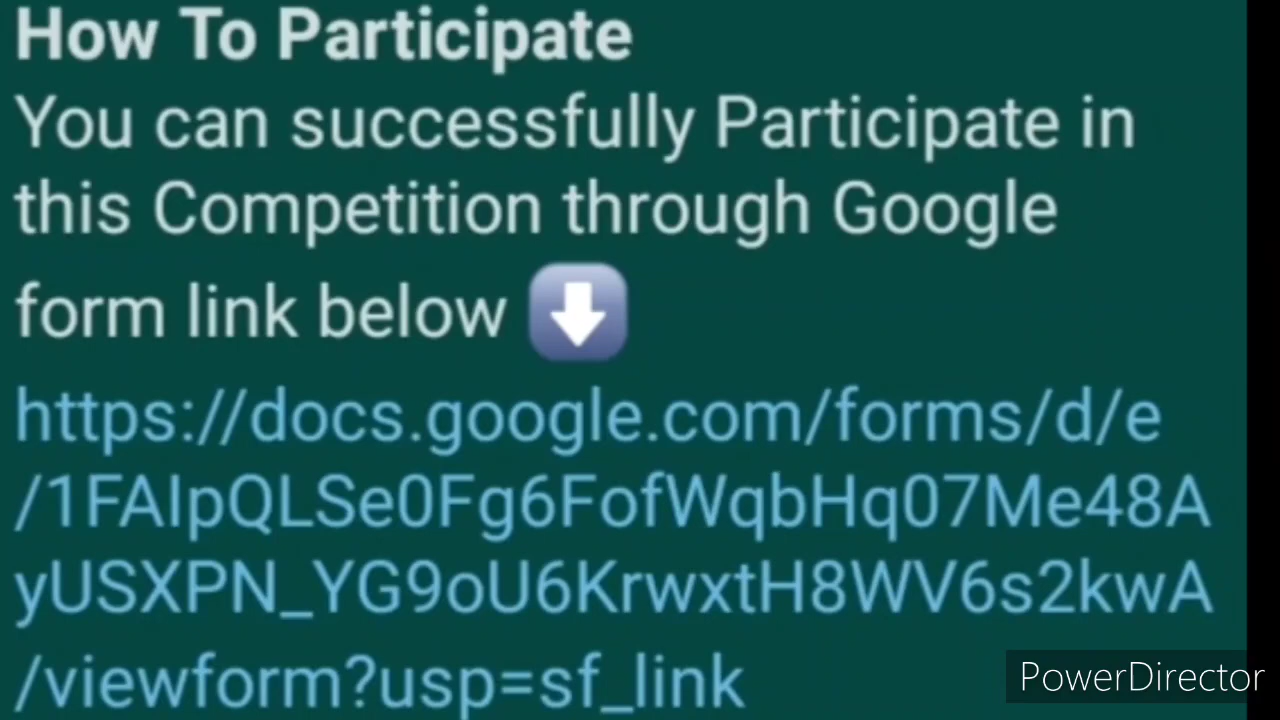 How To Participate
You can successfully Participate in
this Competition through Google
form link below ⬇️
https://docs.google.com/forms/d/e
/1FAIpQLSe0Fg6FofWqbHq07Me48A
yUSXPN_YG9oU6KrwxtH8WV6s2kwA
/viewform?usp=sf_link
PowerDirector